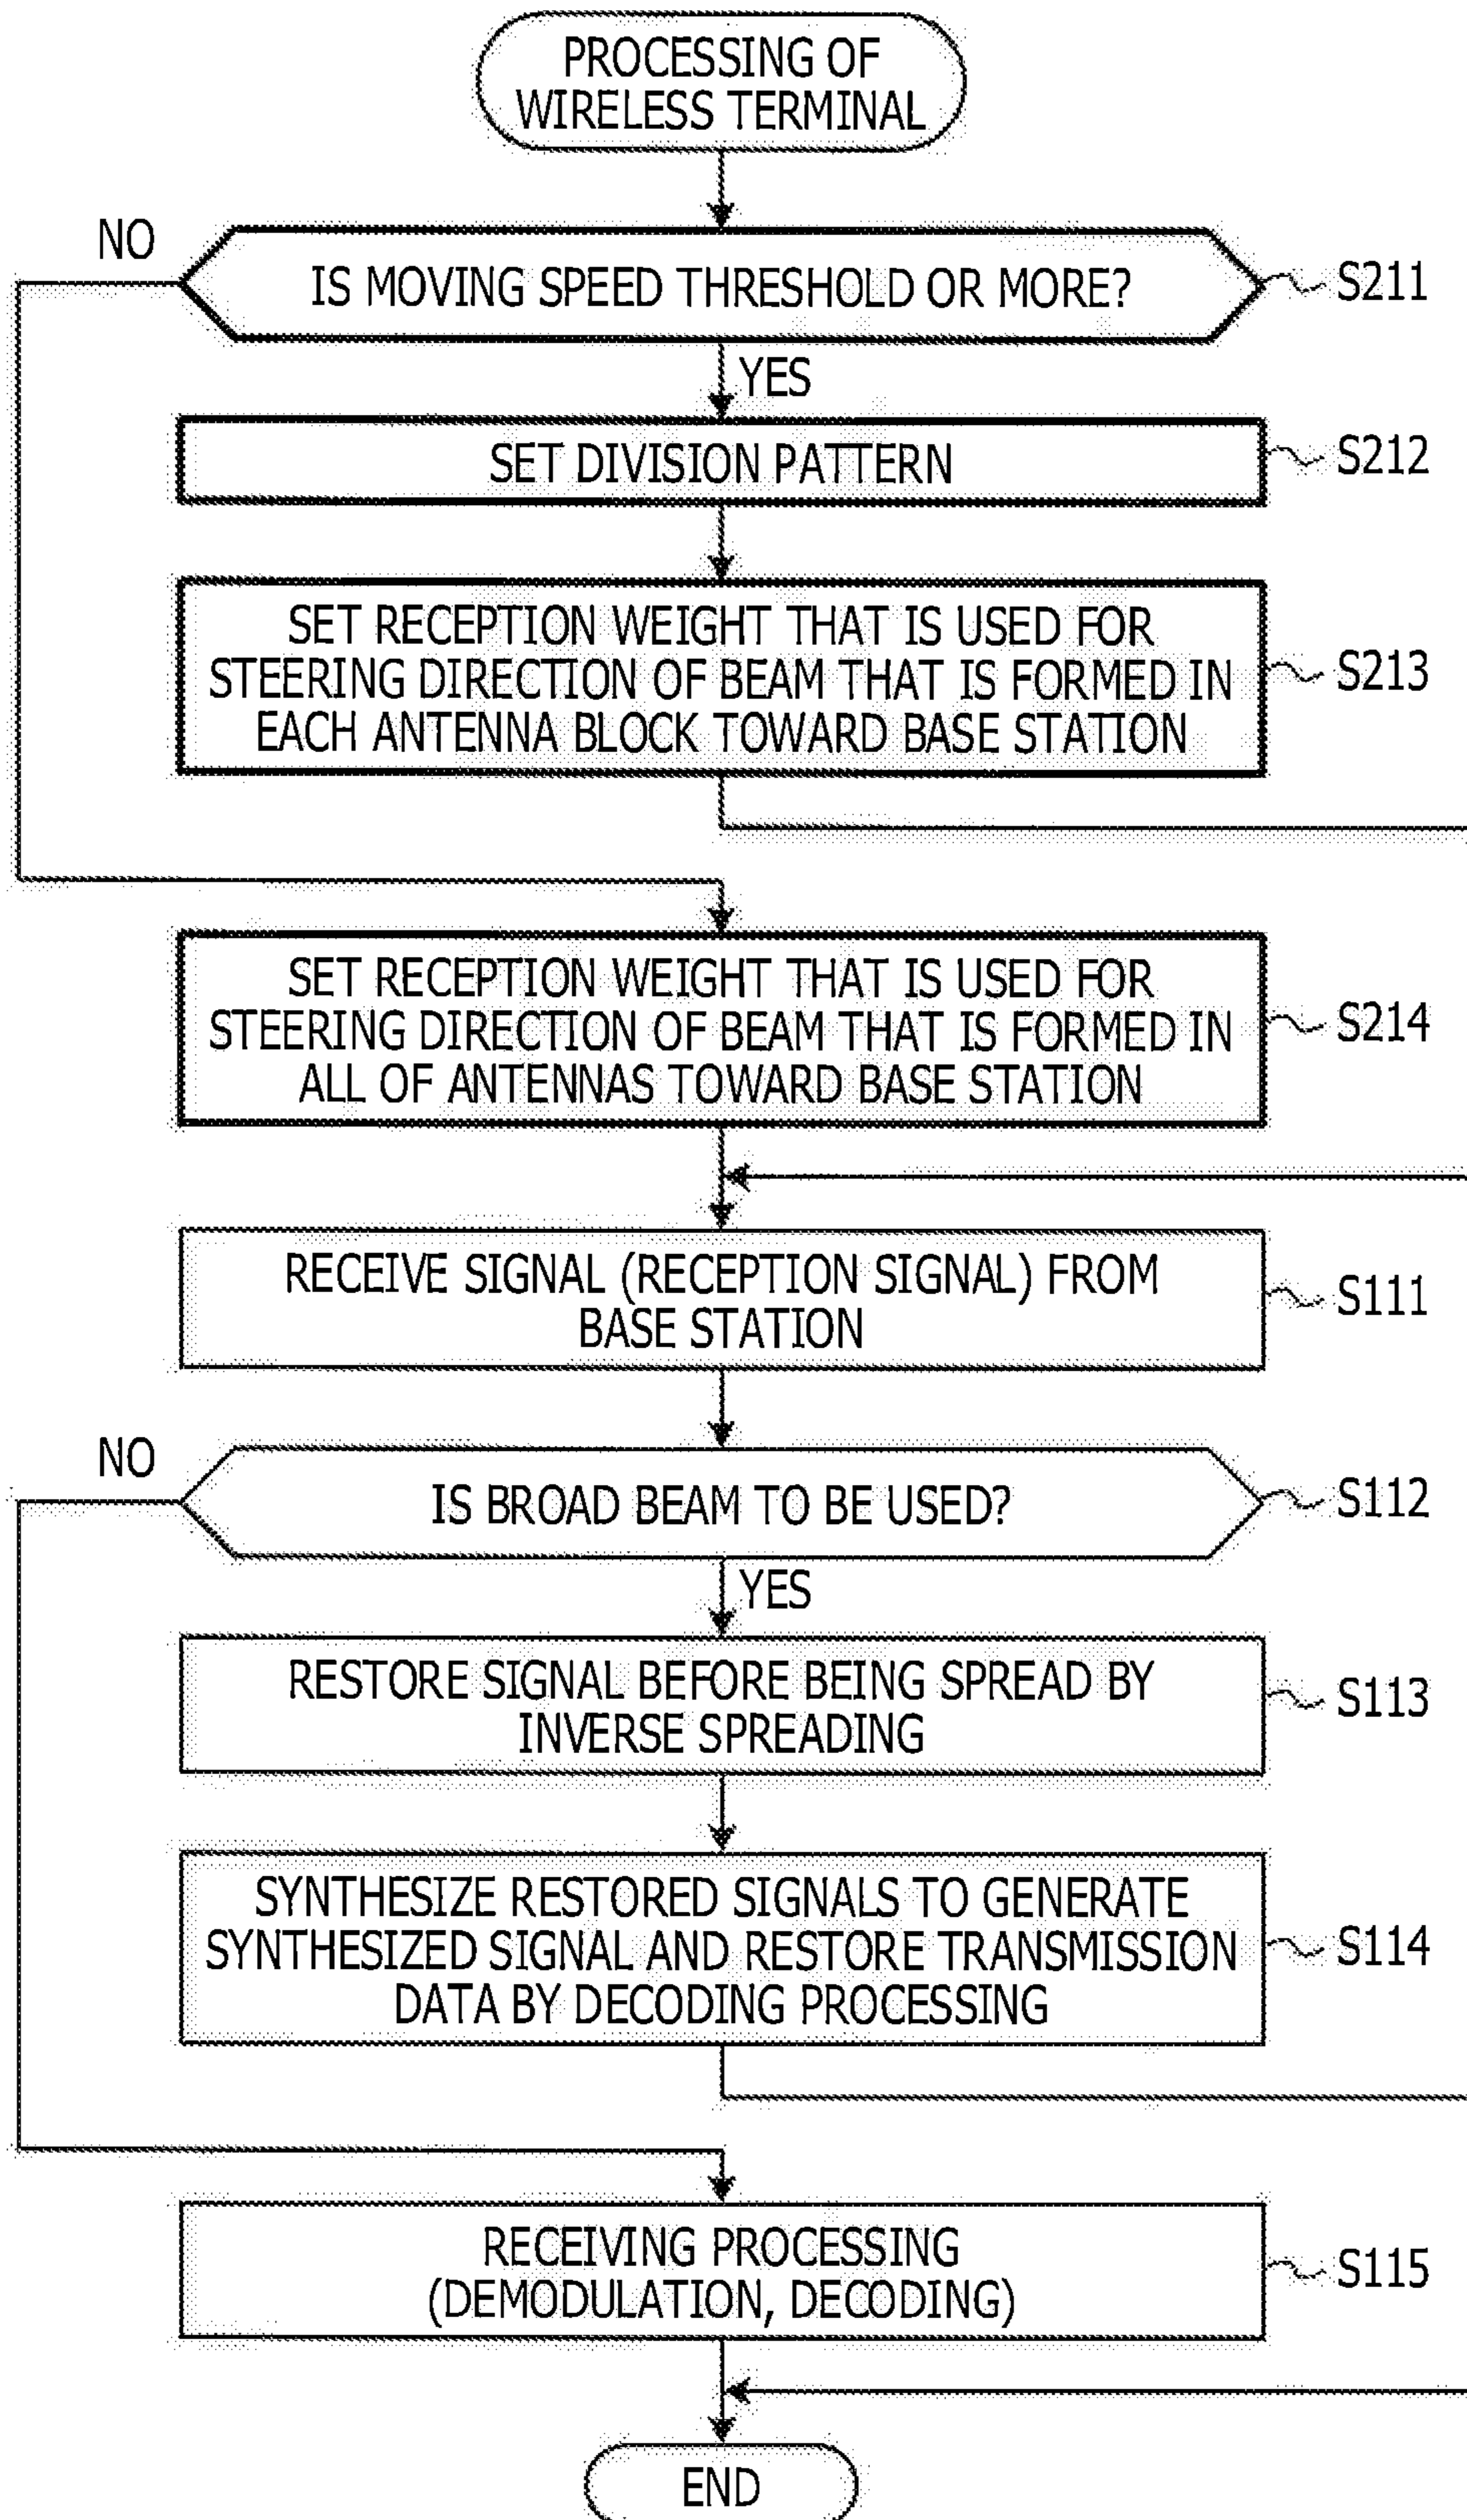 PROCESSING OF
WIRELESS TERMINAL
NO
IS MOVING SPEED THRESHOLD OR MORE?
S211
YES
SET DIVISION PATTERN
S212
SET RECEPTION WEIGHT THAT IS USED FOR
STEERING DIRECTION OF BEAM THAT IS FORMED IN
EACH ANTENNA BLOCK TOWARD BASE STATION
S213
SET RECEPTION WEIGHT THAT IS USED FOR
STEERING DIRECTION OF BEAM THAT IS FORMED IN
ALL OF ANTENNAS TOWARD BASE STATION
S214
RECEIVE SIGNAL (RECEPTION SIGNAL) FROM
BASE STATION
S111
NO
IS BROAD BEAM TO BE USED?
S112
YES
RESTORE SIGNAL BEFORE BEING SPREAD BY
INVERSE SPREADING
S113
SYNTHESIZE RESTORED SIGNALS TO GENERATE
SYNTHESIZED SIGNAL AND RESTORE TRANSMISSION
DATA BY DECODING PROCESSING
S114
RECEIVING PROCESSING
(DEMODULATION, DECODING)
S115
END